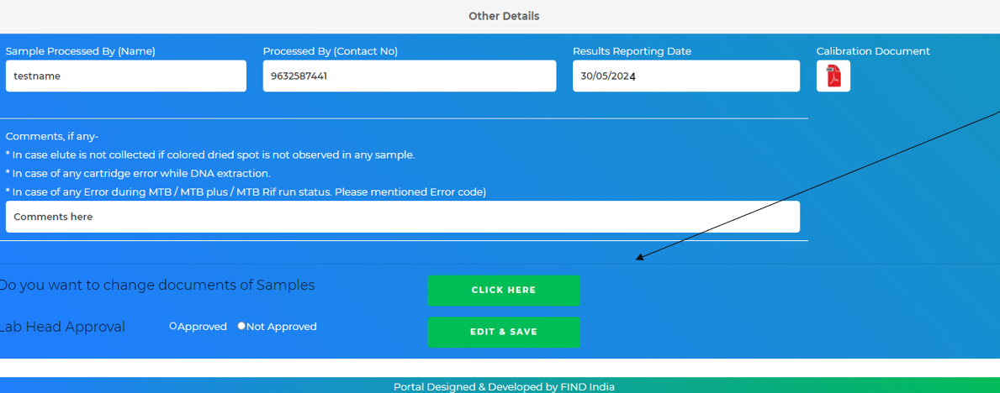 Other Details
Sample Processed By (Name)
Processed By (Contact No)
Results Reporting Date
Calibration Document
testname
9632587441
30/05/2024
Comments, if any-
* In case elute is not collected if colored dried spot is not observed in any sample.
* In case of any cartridge error while DNA extraction.
* In case of any Error during MTB / MTB plus / MTB Rif run status. Please mentioned Error code)
Comments here
Do you want to change documents of Samples
CLICK HERE
Lab Head Approval
Approved
Not Approved
EDIT & SAVE
Portal Designed & Developed by FIND India